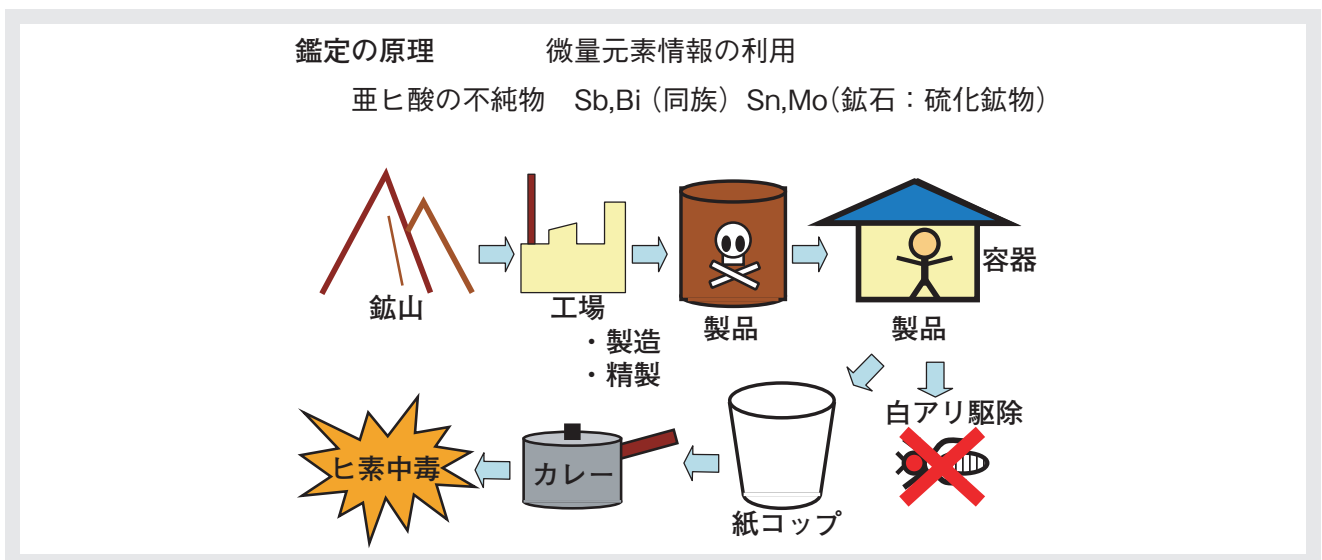 鑑定の原理　微量元素情報の利用
亜ヒ酸の不純物　Sb,Bi（同族）Sn,Mo（鉱石：硫化鉱物）
鉱山
工場
・製造
・精製
製品
容器
製品
白アリ駆除
紙コップ
カレー
ヒ素中毒